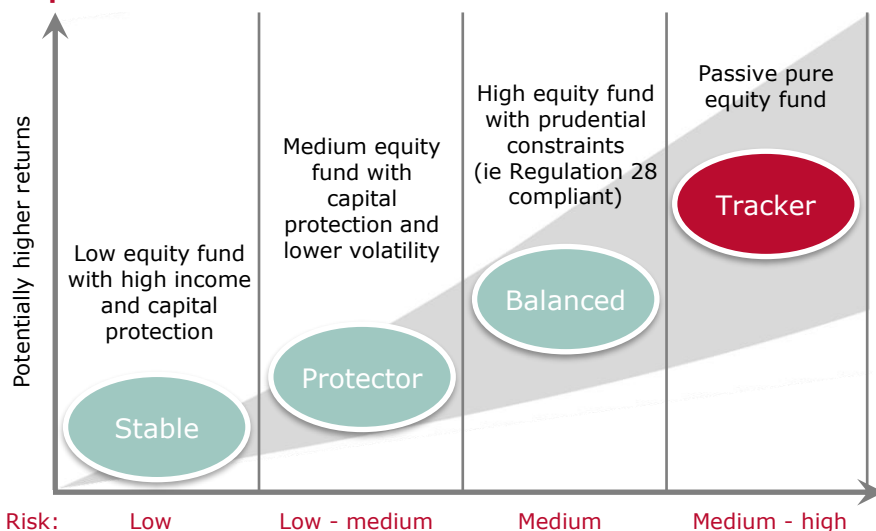 Potentially higher returns
Low equity fund
with high income
and capital
protection
Stable
Medium equity
fund with
capital
protection and
lower volatility
Protector
High equity fund
with prudential
constraints
(ie Regulation 28
compliant)
Balanced
Passive pure
equity fund
Tracker
Risk: Low Low - medium Medium Medium - high